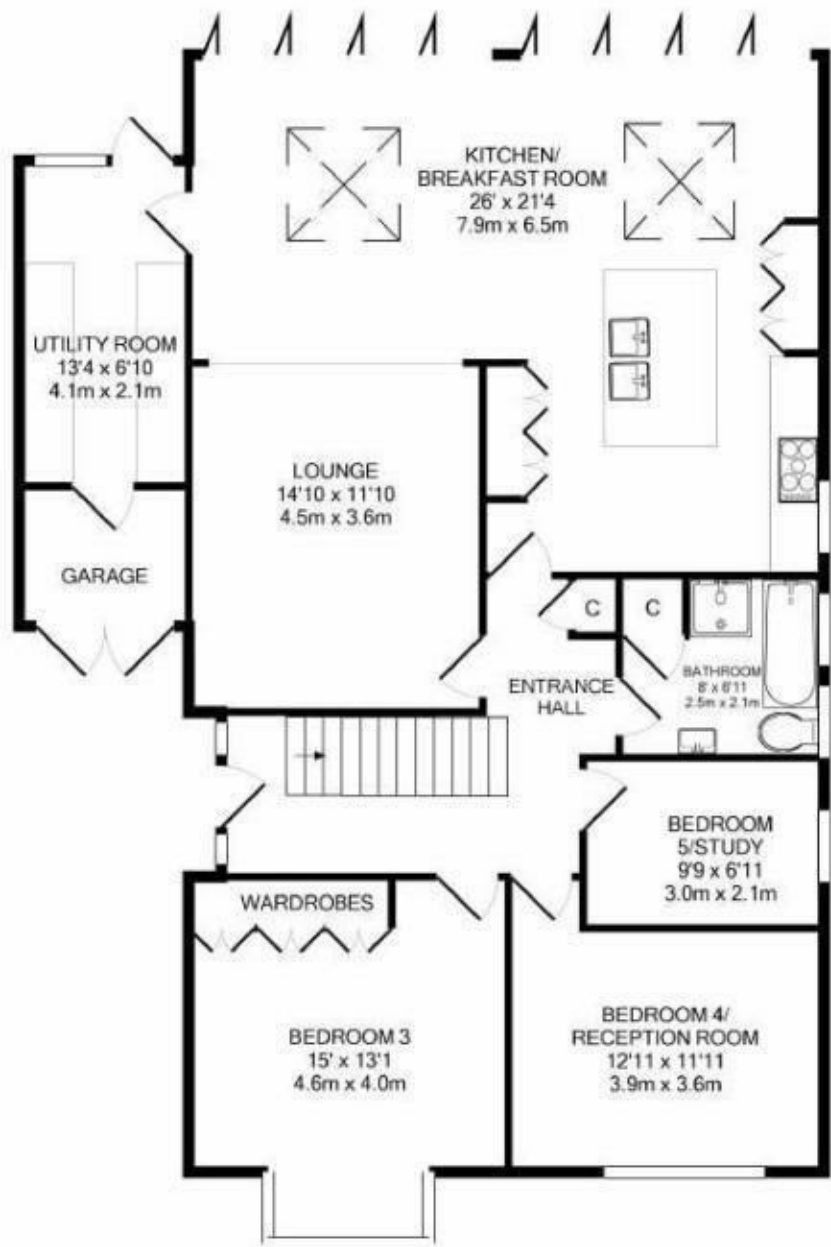 KITCHEN/
BREAKFAST ROOM
26' x 21'4
7.9m x 6.5m
UTILITY ROOM
13'4 x 6'10
4.1m x 2.1m
LOUNGE
14'10 x 11'10
4.5m x 3.6m
GARAGE
C
C
BATHROOM
8' x 6'11
2.5m x 2.1m
ENTRANCE
HALL
BEDROOM
5/STUDY
9'9 x 6'11
3.0m x 2.1m
WARDROBES
BEDROOM 3
15' x 13'1
4.6m x 4.0m
BEDROOM 4/
RECEPTION ROOM
12'11 x 11'11
3.9m x 3.6m